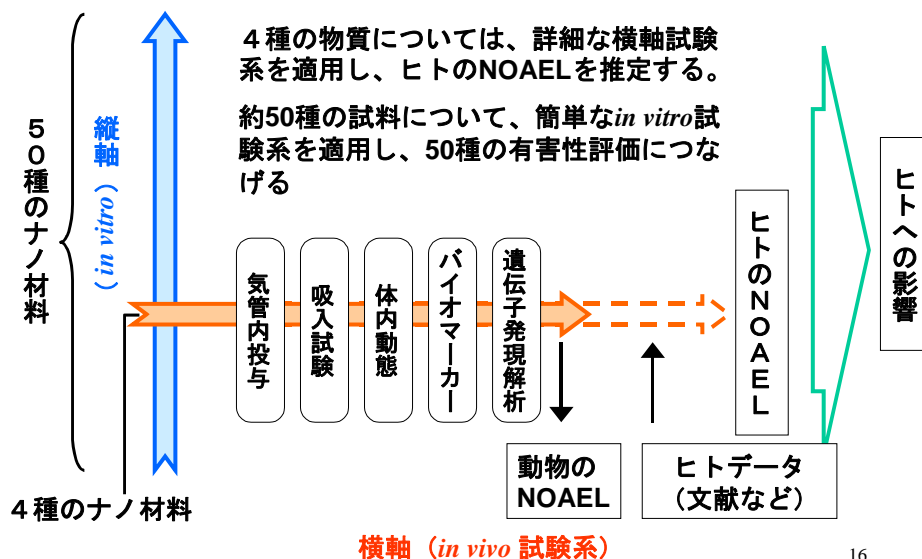 ４種の物質については、詳細な横軸試験
系を適用し、ヒトのNOAELを推定する。
約50種の試料について、簡単なin vitro試
験系を適用し、50種の有害性評価につな
げる
５０種のナノ材料
縦軸
（in vitro）
気管内投与
吸入試験
体内動態
バイオマーカー
遺伝子発現解析
ヒトのNOAEL
ヒトへの影響
動物の
NOAEL
ヒトデータ
（文献など）
４種のナノ材料
横軸（in vivo 試験系）
16